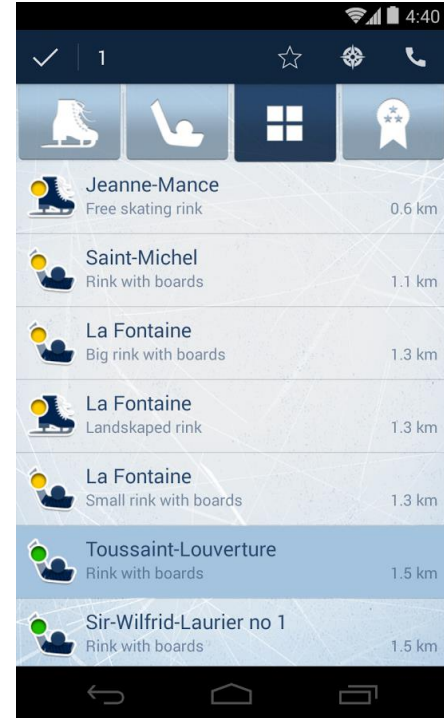 4:40
1
Jeanne-Mance
Free skating rink 0.6 km
Saint-Michel
Rink with boards 1.1 km
La Fontaine
Big rink with boards 1.3 km
La Fontaine
Landskaped rink 1.3 km
La Fontaine
Small rink with boards 1.3 km
Toussaint-Louverture
Rink with boards 1.5 km
Sir-Wilfrid-Laurier no 1
Rink with boards 1.5 km